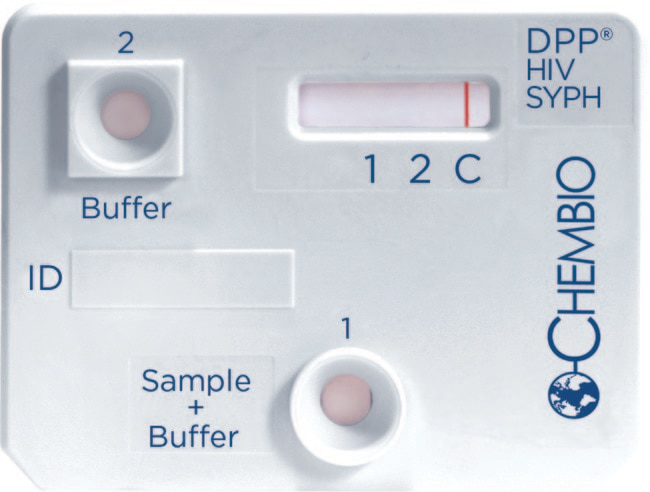 2
Buffer
DPP®
HIV
SYPH
1 2 C
ID
CHEMBIO
1
Sample
+
Buffer